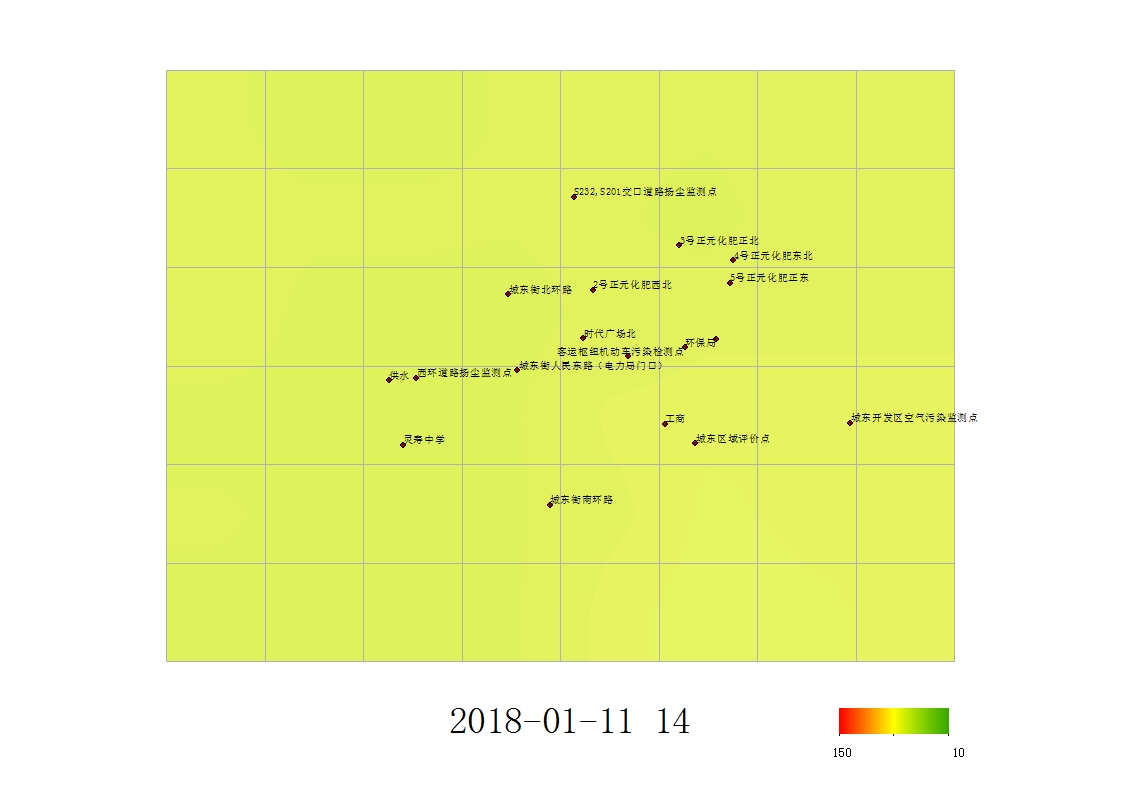 S232,S201交口道路扬尘监测点
3号正元化肥正北
4号正元化肥东北
5号正元化肥正东
2号正元化肥西北
城东街北环路
时代广场北
环保局
客运枢纽机动车污染检测点
城东街人民东路（电力局门口）
西环道路扬尘监测点
供水
城东开发区空气污染监测点
工商
城东区域评价点
灵寿中学
城东街南环路
2018-01-11 14
150
10